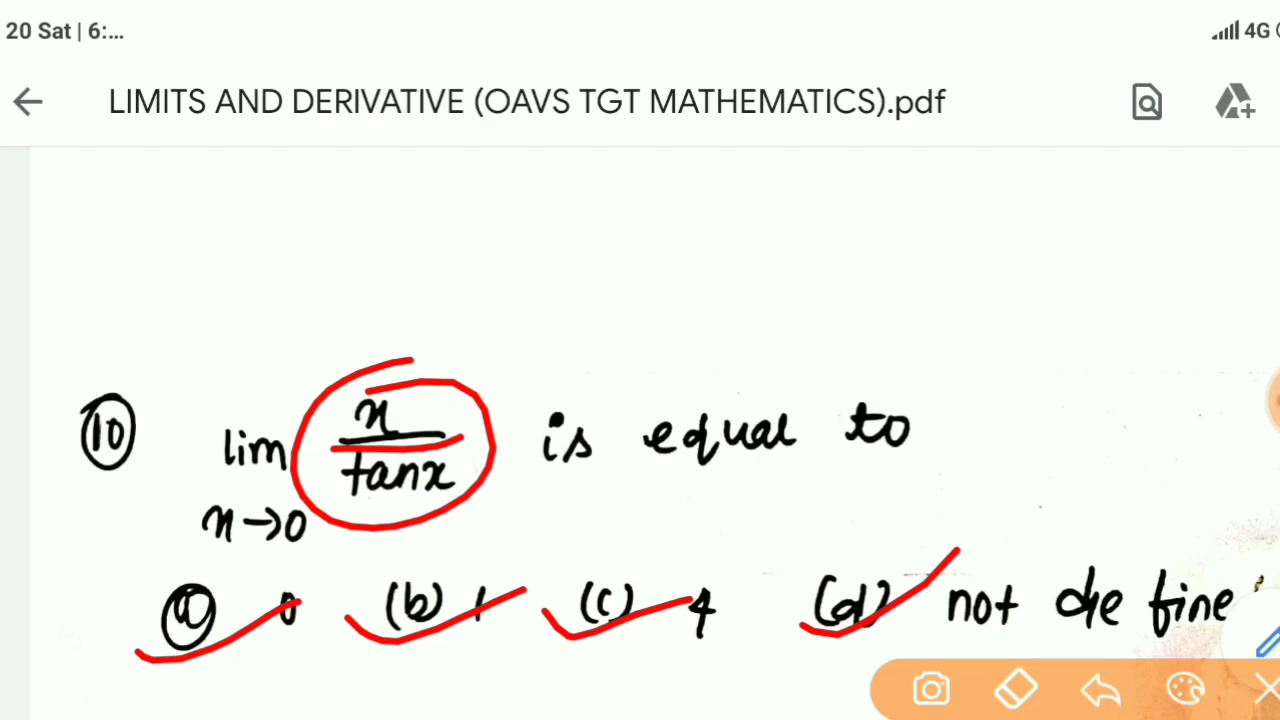 20 Sat | 6:...
4G
LIMITS AND DERIVATIVE (OAVS TGT MATHEMATICS).pdf
10 lim x→0 x/tanx is equal to
(a) 0 (b) 1 (c) 4 (d) not define